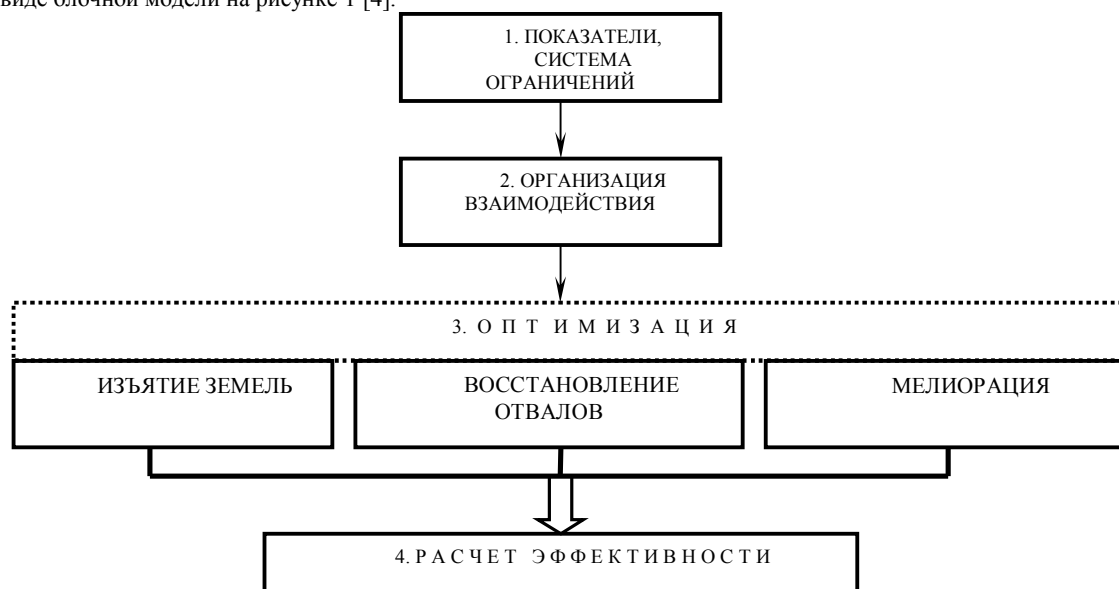 виде блочной модели на рисунке 1 [4].
1. ПОКАЗАТЕЛИ,
СИСТЕМА
ОГРАНИЧЕНИЙ
2. ОРГАНИЗАЦИЯ
ВЗАИМОДЕЙСТВИЯ
3. О П Т И М И З А Ц И Я
ИЗЪЯТИЕ ЗЕМЕЛЬ
ВОССТАНОВЛЕНИЕ
ОТВАЛОВ
МЕЛИОРАЦИЯ
4. Р А С Ч Е Т Э Ф Ф Е К Т И В Н О С Т И